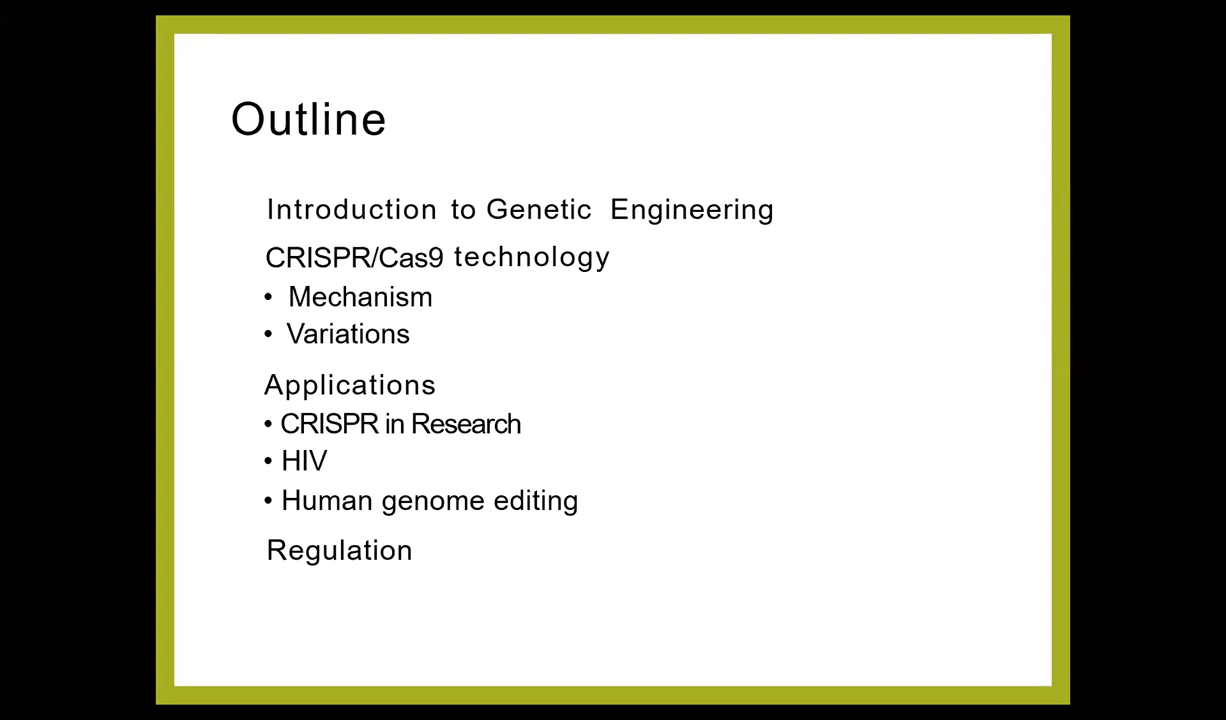 Outline
Introduction to Genetic Engineering
CRISPR/Cas9 technology
• Mechanism
• Variations
Applications
• CRISPR in Research
• HIV
• Human genome editing
Regulation